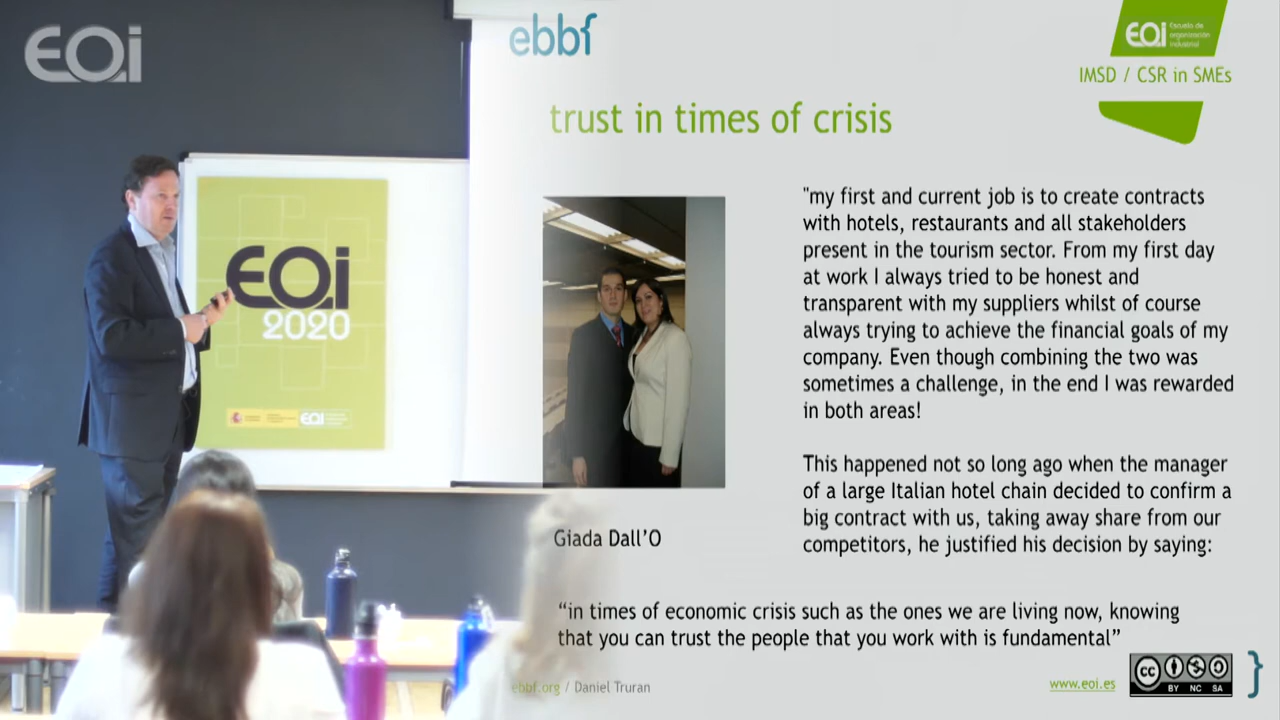 EOi
ebbf
EOi Escuela de
organización
industrial
IMSD / CSR in SMEs
trust in times of crisis
EOi
2020
EOi
"my first and current job is to create contracts
with hotels, restaurants and all stakeholders
present in the tourism sector. From my first day
at work I always tried to be honest and
transparent with my suppliers whilst of course
always trying to achieve the financial goals of my
company. Even though combining the two was
sometimes a challenge, in the end I was rewarded
in both areas!
This happened not so long ago when the manager
of a large Italian hotel chain decided to confirm a
big contract with us, taking away share from our
competitors, he justified his decision by saying:
Giada Dall’O
“in times of economic crisis such as the ones we are living now, knowing
that you can trust the people that you work with is fundamental”
ebbf.org / Daniel Truran
www.eoi.es
cc
BY NC SA